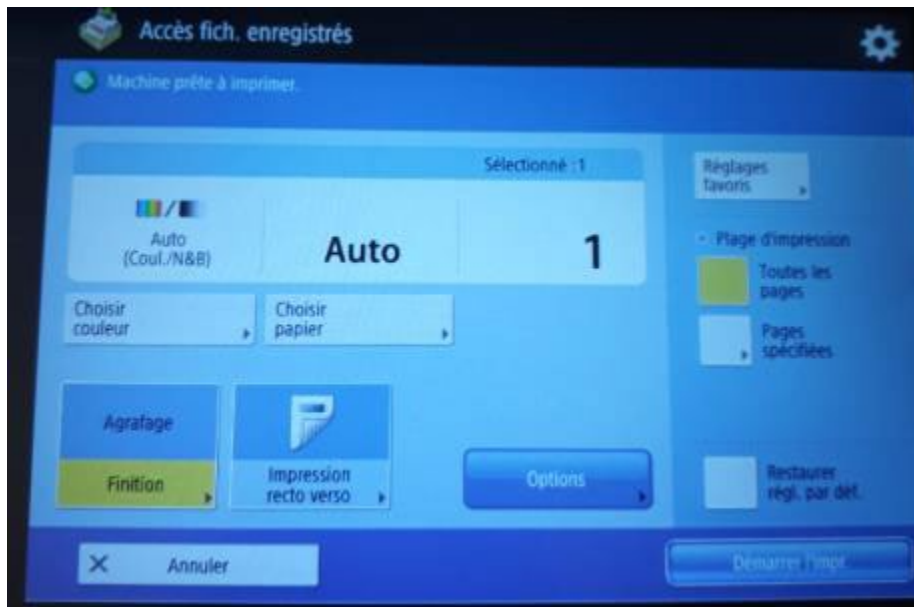 Accès fich. enregistrés
Machine prête à imprimer.
Sélectionné :1
Auto
(Coul./N&B)
Auto
1
Choisir
couleur
Choisir
papier
Agrafage
Finition
Impression
recto verso
Options
Réglages
favoris
Plage d'impression
Toutes les
pages
Pages
spécifiées
Restaurer
régl. par déf.
Annuler
Démarrer l'impr.